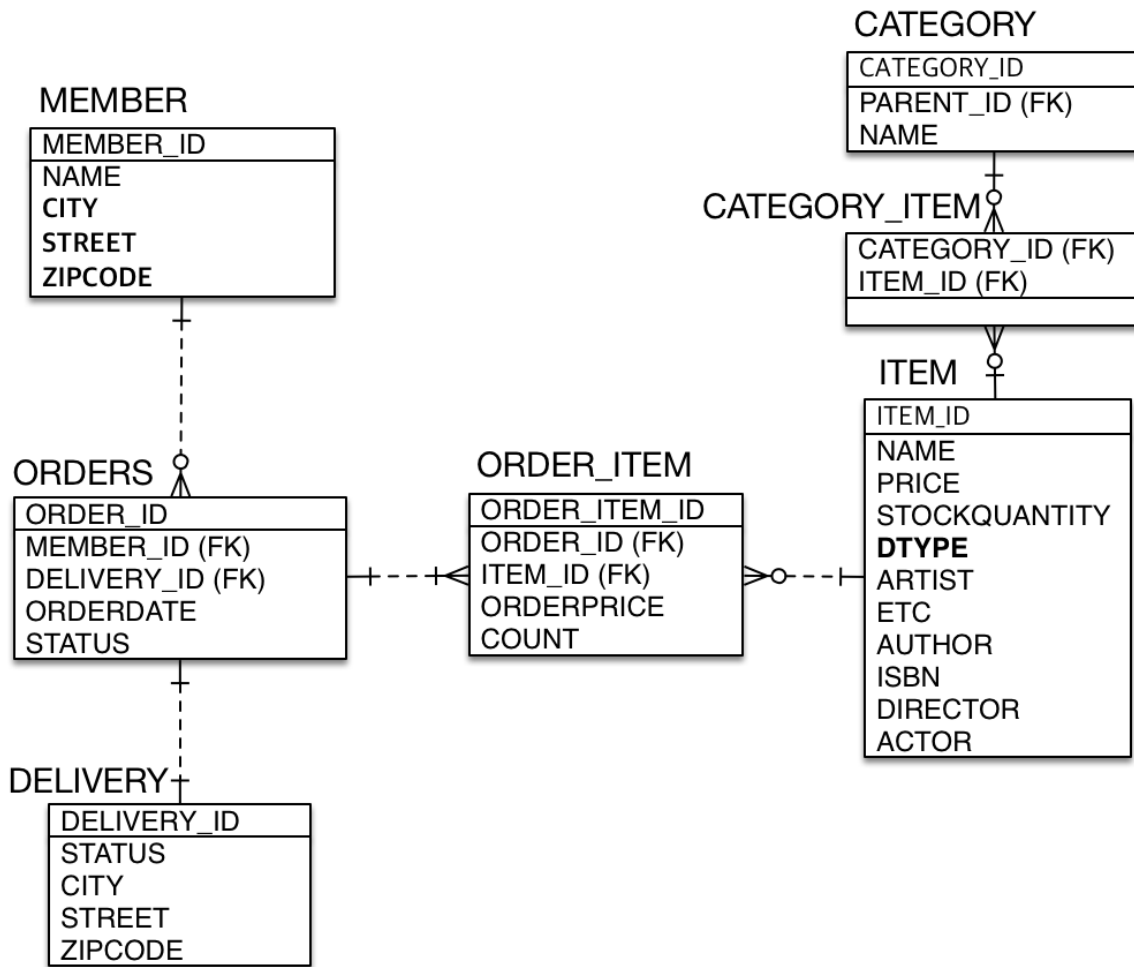 MEMBER
MEMBER_ID
NAME
CITY
STREET
ZIPCODE
ORDERS
ORDER_ID
MEMBER_ID (FK)
DELIVERY_ID (FK)
ORDERDATE
STATUS
DELIVERY
DELIVERY_ID
STATUS
CITY
STREET
ZIPCODE
ORDER_ITEM
ORDER_ITEM_ID
ORDER_ID (FK)
ITEM_ID (FK)
ORDERPRICE
COUNT
CATEGORY
CATEGORY_ID
PARENT_ID (FK)
NAME
CATEGORY_ITEM
CATEGORY_ID (FK)
ITEM_ID (FK)
ITEM
ITEM_ID
NAME
PRICE
STOCKQUANTITY
DTYPE
ARTIST
ETC
AUTHOR
ISBN
DIRECTOR
ACTOR